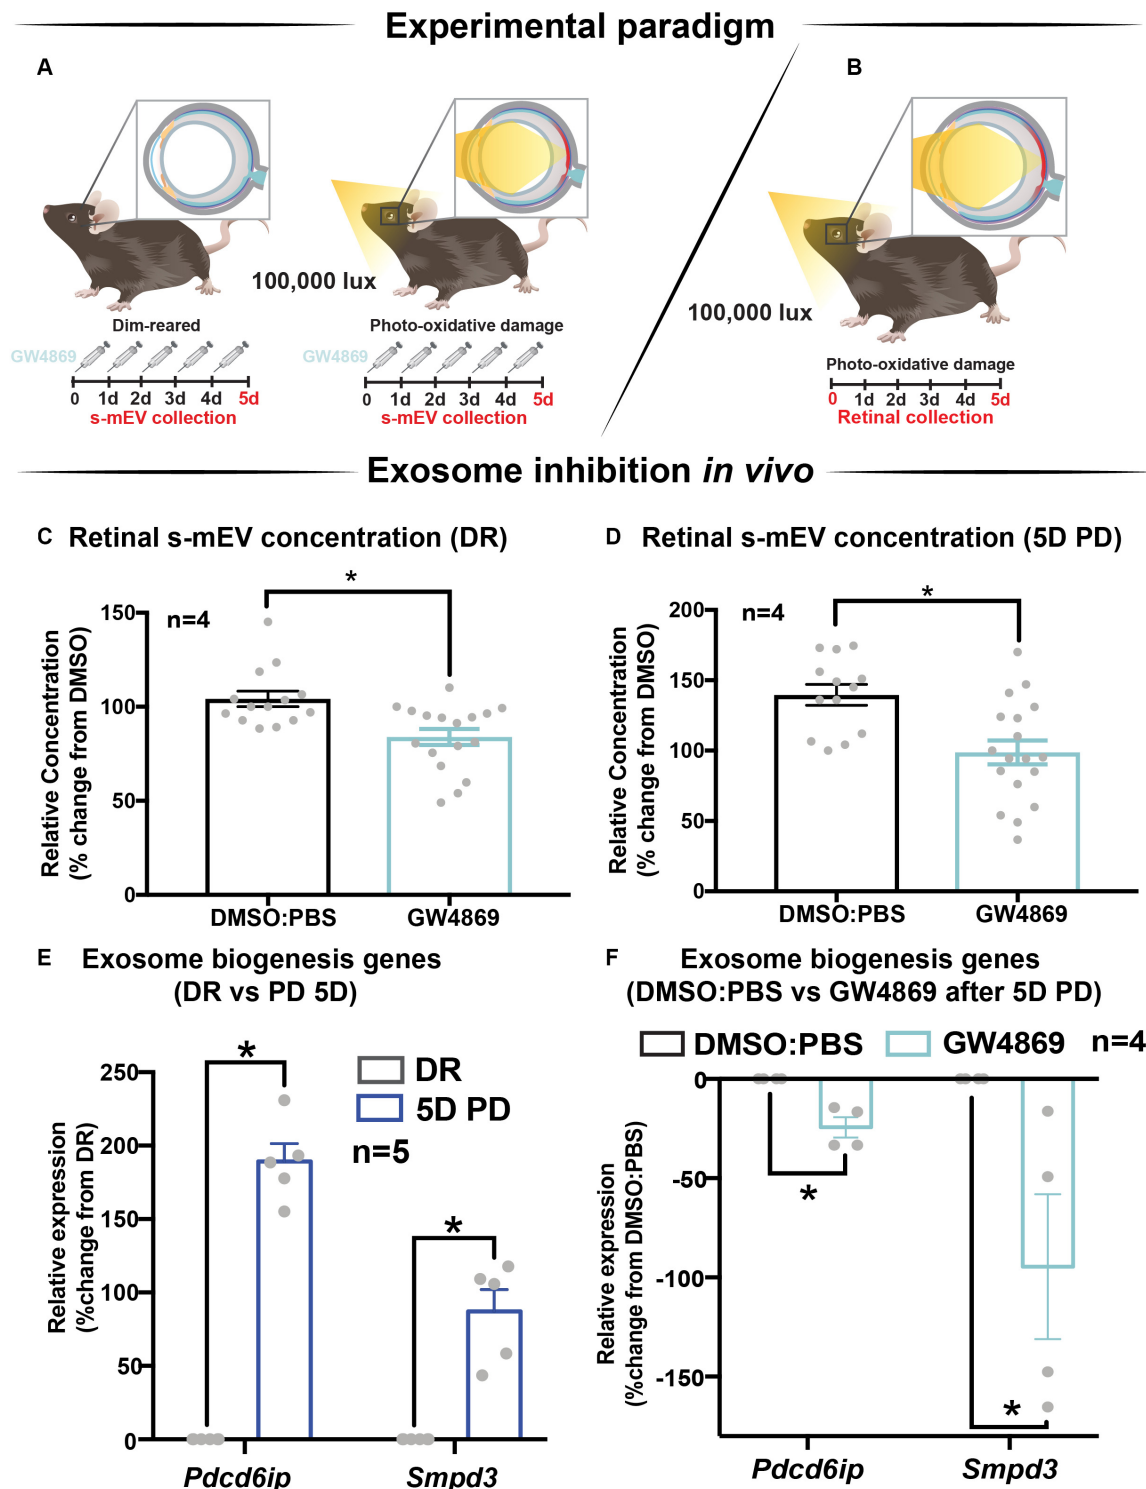 Experimental paradigm
A
B
100,000 lux
100,000 lux
Dim-reared
Photo-oxidative damage
Photo-oxidative damage
GW4869
GW4869
0 1d 2d 3d 4d 5d
s-mEV collection
0 1d 2d 3d 4d 5d
s-mEV collection
0 1d 2d 3d 4d 5d
Retinal collection
Exosome inhibition in vivo
C Retinal s-mEV concentration (DR)
Relative Concentration
(% change from DMSO)
150
100
50
0
n=4
*
DMSO:PBS GW4869
D Retinal s-mEV concentration (5D PD)
Relative Concentration
(% change from DMSO)
200
150
100
50
0
n=4
*
DMSO:PBS GW4869
E Exosome biogenesis genes
(DR vs PD 5D)
Relative expression
(%change from DR)
250
200
150
100
50
0
*
*
DR
5D PD
n=5
Pdcd6ip Smpd3
F Exosome biogenesis genes
(DMSO:PBS vs GW4869 after 5D PD)
DMSO:PBS GW4869 n=4
Relative expression
(%change from DMSO:PBS)
0
-50
-100
-150
*
*
Pdcd6ip Smpd3